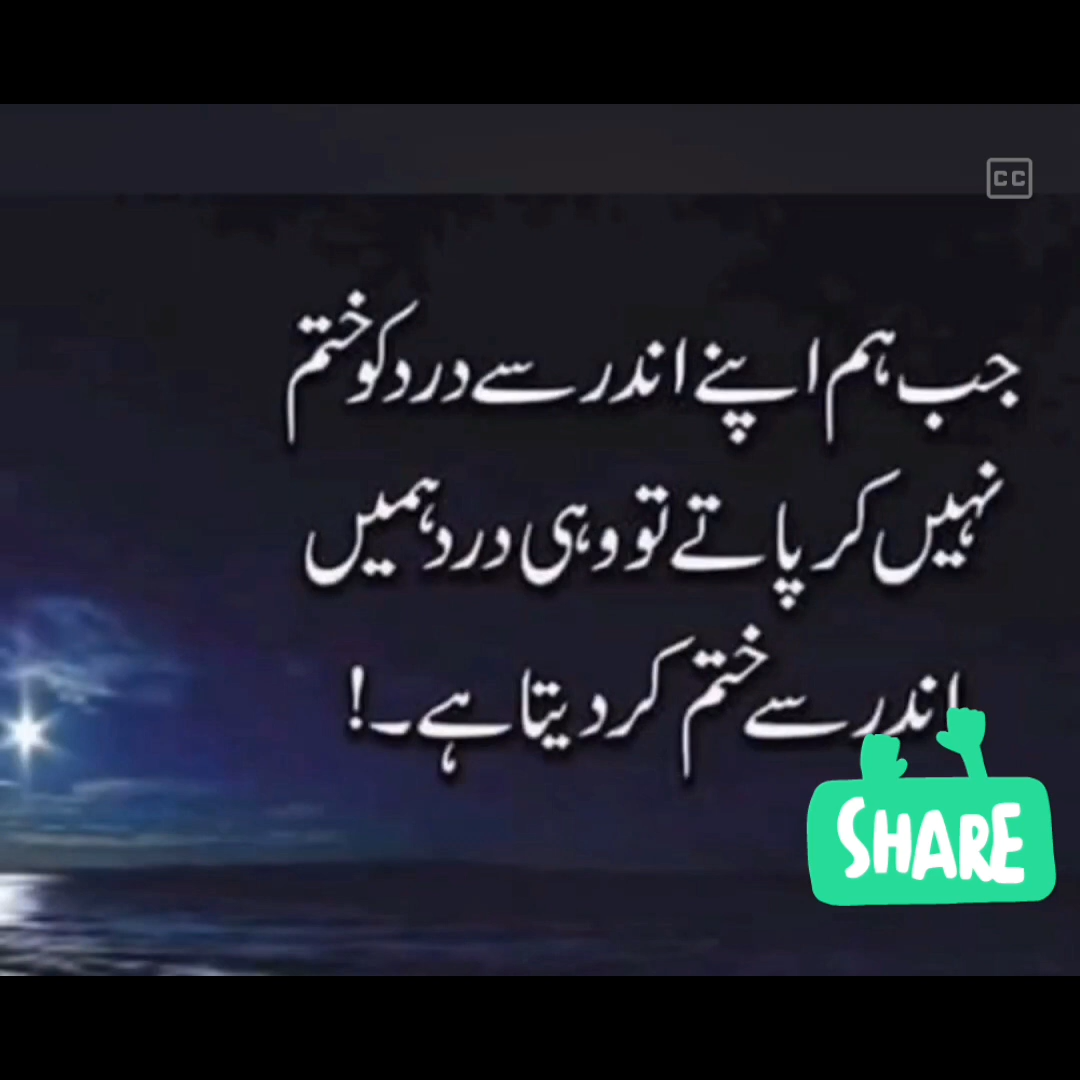 CC
جب ہم اپنے اندر سے درد کو ختم
نہیں کر پاتے تو وہی درد ہمیں
اندر سے ختم کر دیتا ہے۔!
SHARE